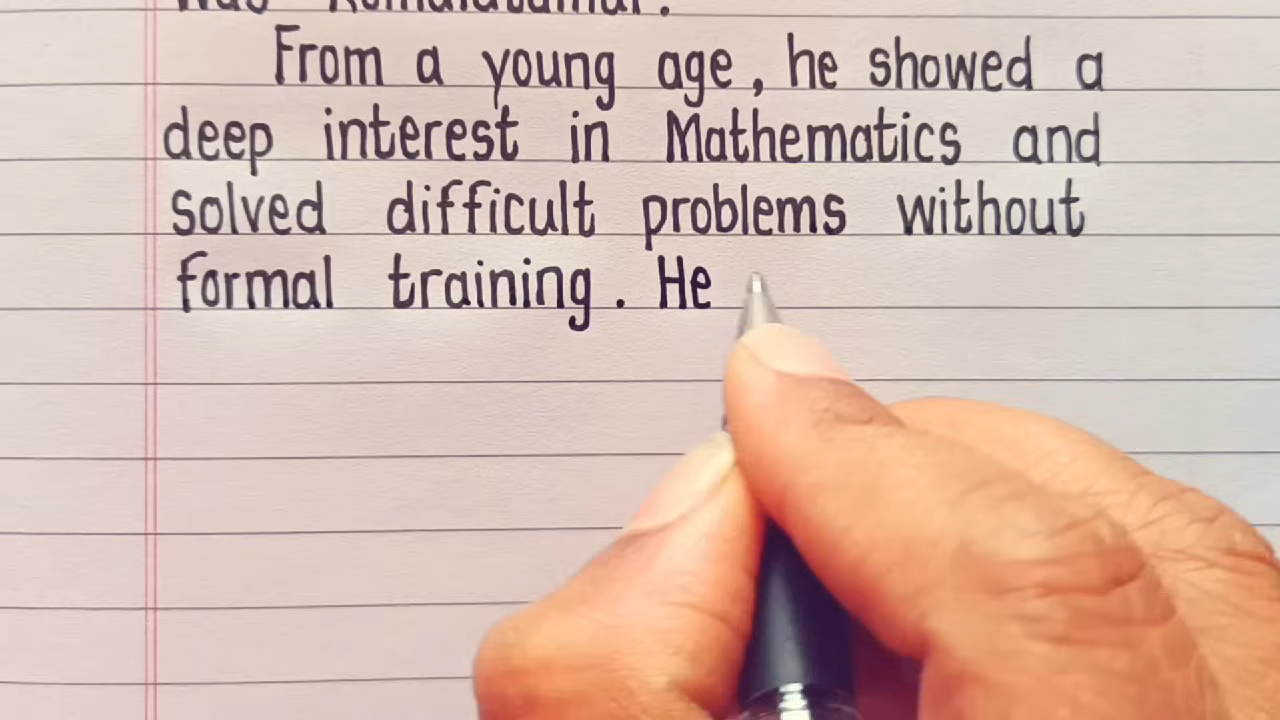 From a young age, he showed a
deep interest in Mathematics and
solved difficult problems without
formal training. He